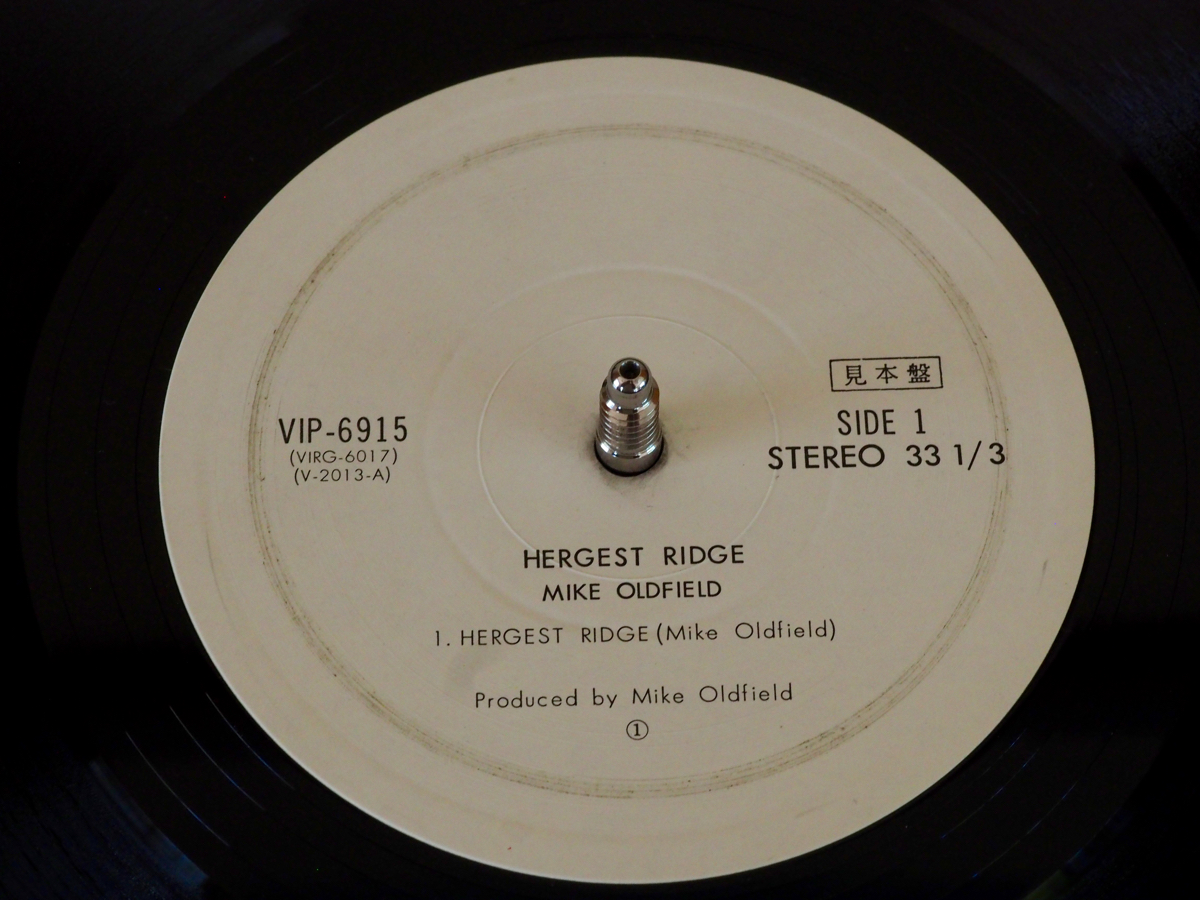 見本盤
SIDE 1
STEREO 33 1/3
VIP-6915
(VIRG-6017)
(V-2013-A)
HERGEST RIDGE
MIKE OLDFIELD
1. HERGEST RIDGE (Mike Oldfield)
Produced by Mike Oldfield
①